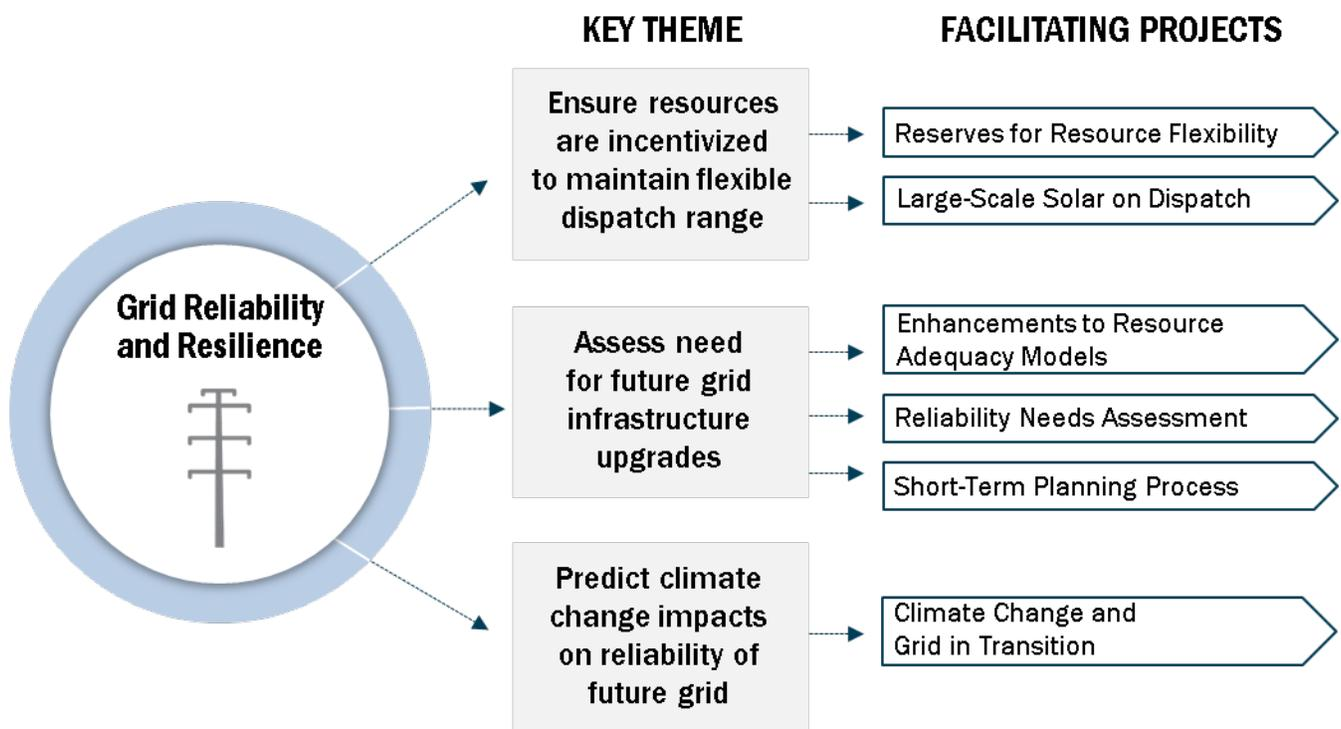 KEY THEME
FACILITATING PROJECTS
Grid Reliability
and Resilience
Ensure resources
are incentivized
to maintain flexible
dispatch range
Reserves for Resource Flexibility
Large-Scale Solar on Dispatch
Assess need
for future grid
infrastructure
upgrades
Enhancements to Resource
Adequacy Models
Reliability Needs Assessment
Short-Term Planning Process
Predict climate
change impacts
on reliability of
future grid
Climate Change and
Grid in Transition